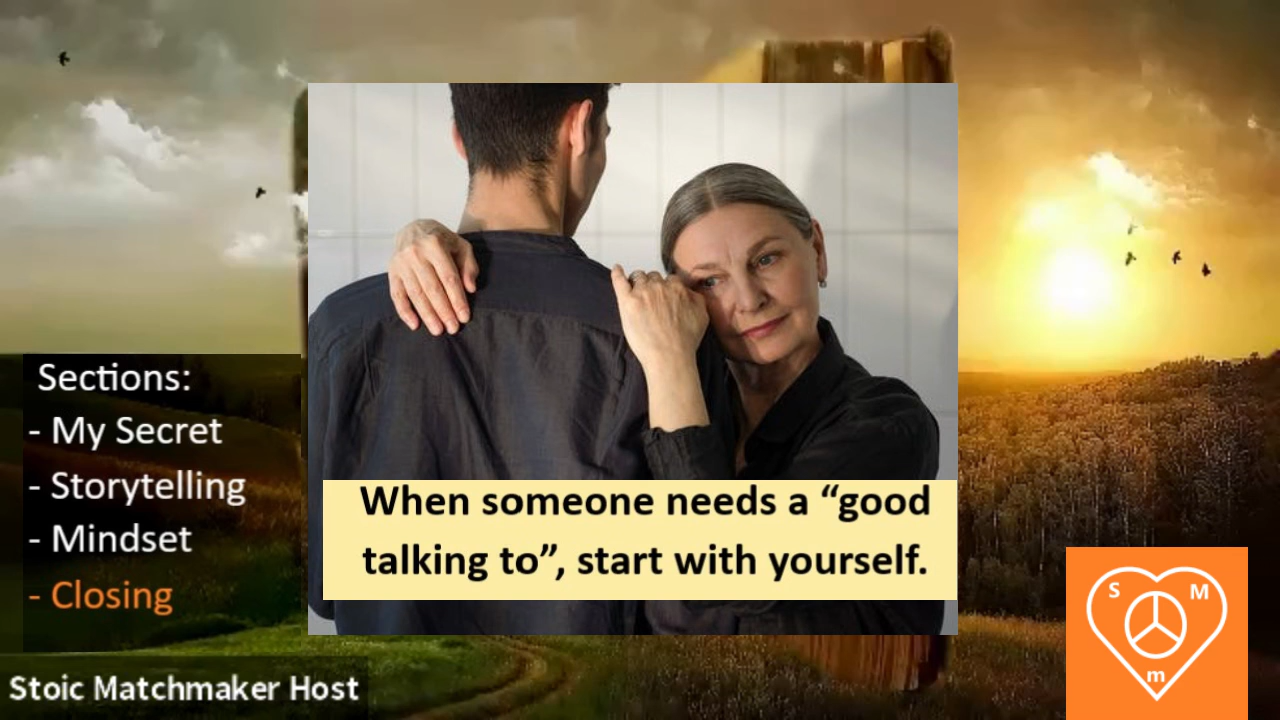 Sections:
- My Secret
- Storytelling
- Mindset
- Closing
When someone needs a “good
talking to”, start with yourself.
Stoic Matchmaker Host
S M
m